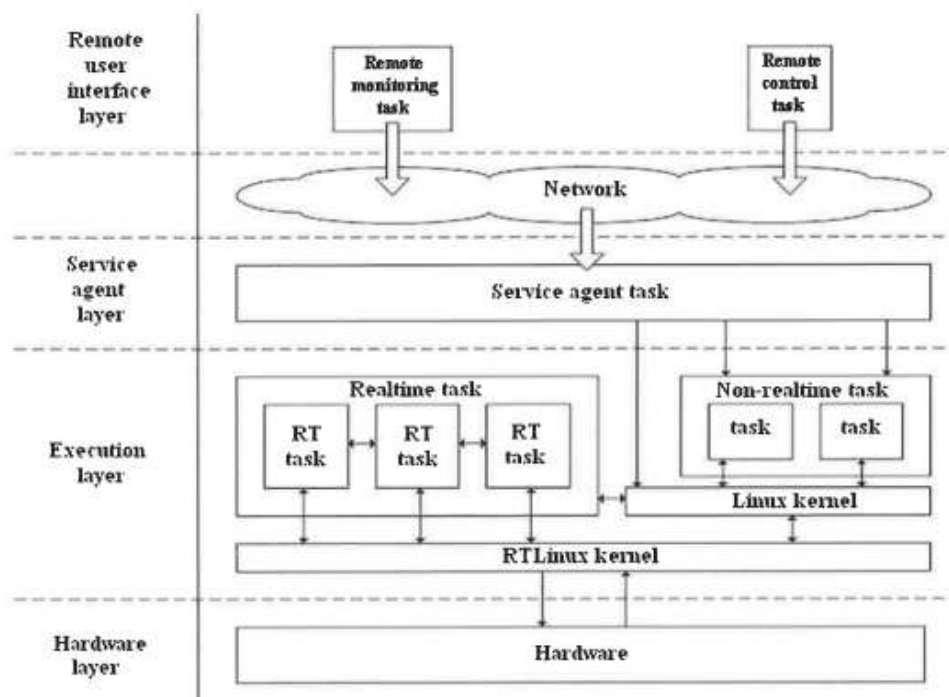 Remote
user
interface
layer
Remote
monitoring
task
Remote
control
task
Network
Service
agent
layer
Service agent task
Execution
layer
Realtime task
RT
task
RT
task
RT
task
Non-realtime task
task
task
Linux kernel
RTLinux kernel
Hardware
layer
Hardware